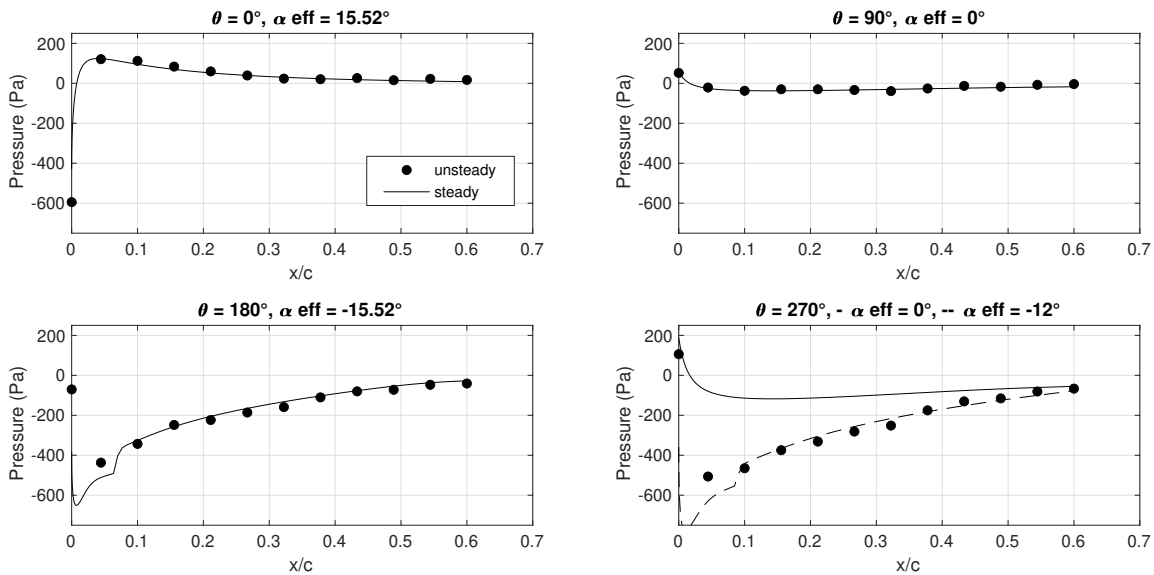 θ = 0°, α eff = 15.52°
200
0
-200
-400
-600
Pressure (Pa)
unsteady
steady
0 0.1 0.2 0.3 0.4 0.5 0.6 0.7
x/c
θ = 90°, α eff = 0°
200
0
-200
-400
-600
Pressure (Pa)
0 0.1 0.2 0.3 0.4 0.5 0.6 0.7
x/c
θ = 180°, α eff = -15.52°
200
0
-200
-400
-600
Pressure (Pa)
0 0.1 0.2 0.3 0.4 0.5 0.6 0.7
x/c
θ = 270°, - α eff = 0°, -- α eff = -12°
200
0
-200
-400
-600
Pressure (Pa)
0 0.1 0.2 0.3 0.4 0.5 0.6 0.7
x/c